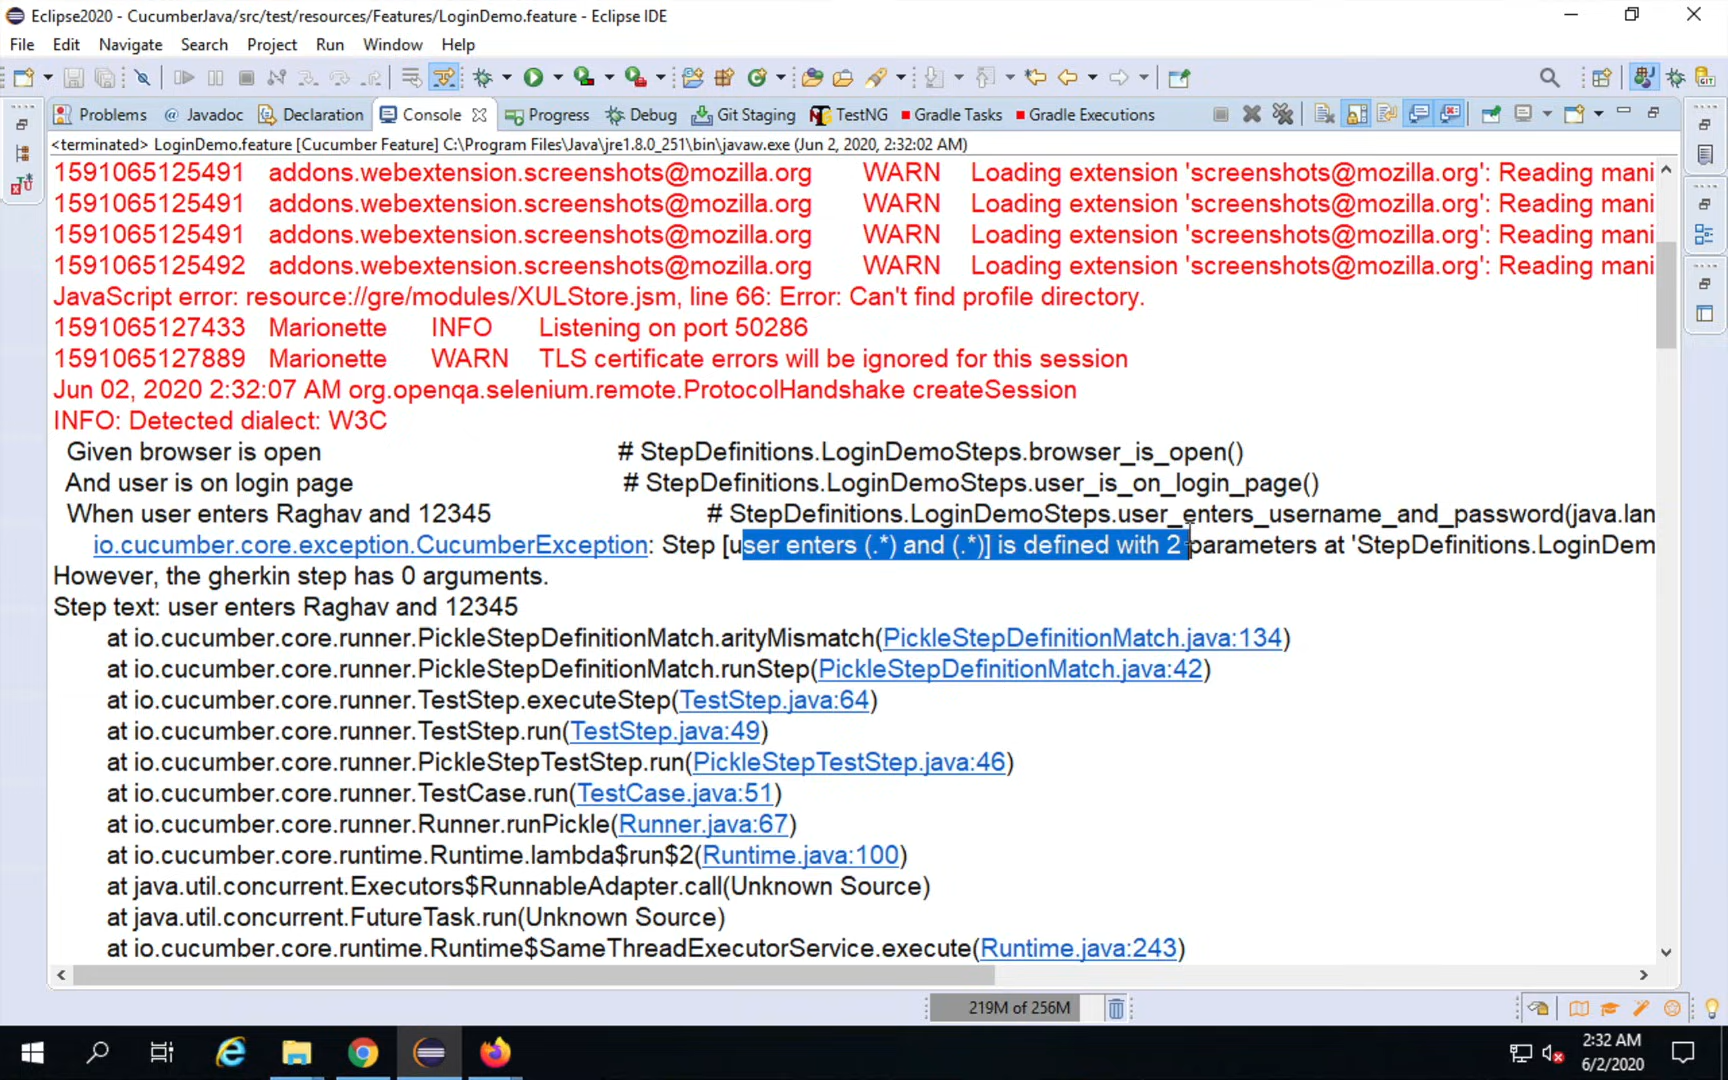 Eclipse2020 - CucumberJava/src/test/resources/Features/LoginDemo.feature - Eclipse IDE
File Edit Navigate Search Project Run Window Help
Problems @ Javadoc Declaration Console Progress Debug Git Staging TestNG Gradle Tasks Gradle Executions
<terminated> LoginDemo.feature [Cucumber Feature] C:\Program Files\Java\jre1.8.0_251\bin\javaw.exe (Jun 2, 2020, 2:32:02 AM)
1591065125491 addons.webextension.screenshots@mozilla.org WARN Loading extension 'screenshots@mozilla.org': Reading mani
1591065125491 addons.webextension.screenshots@mozilla.org WARN Loading extension 'screenshots@mozilla.org': Reading mani
1591065125491 addons.webextension.screenshots@mozilla.org WARN Loading extension 'screenshots@mozilla.org': Reading mani
1591065125492 addons.webextension.screenshots@mozilla.org WARN Loading extension 'screenshots@mozilla.org': Reading mani
JavaScript error: resource://gre/modules/XULStore.jsm, line 66: Error: Can't find profile directory.
1591065127433 Marionette INFO Listening on port 50286
1591065127889 Marionette WARN TLS certificate errors will be ignored for this session
Jun 02, 2020 2:32:07 AM org.openqa.selenium.remote.ProtocolHandshake createSession
INFO: Detected dialect: W3C
Given browser is open # StepDefinitions.LoginDemoSteps.browser_is_open()
And user is on login page # StepDefinitions.LoginDemoSteps.user_is_on_login_page()
When user enters Raghav and 12345 # StepDefinitions.LoginDemoSteps.user_enters_username_and_password(java.lan
io.cucumber.core.exception.CucumberException: Step [user enters (.*) and (.*)] is defined with 2 parameters at 'StepDefinitions.LoginDem
However, the gherkin step has 0 arguments.
Step text: user enters Raghav and 12345
at io.cucumber.core.runner.PickleStepDefinitionMatch.arityMismatch(PickleStepDefinitionMatch.java:134)
at io.cucumber.core.runner.PickleStepDefinitionMatch.runStep(PickleStepDefinitionMatch.java:42)
at io.cucumber.core.runner.TestStep.executeStep(TestStep.java:64)
at io.cucumber.core.runner.TestStep.run(TestStep.java:49)
at io.cucumber.core.runner.PickleStepTestStep.run(PickleStepTestStep.java:46)
at io.cucumber.core.runner.TestCase.run(TestCase.java:51)
at io.cucumber.core.runner.Runner.runPickle(Runner.java:67)
at io.cucumber.core.runtime.Runtime.lambda$run$2(Runtime.java:100)
at java.util.concurrent.Executors$RunnableAdapter.call(Unknown Source)
at java.util.concurrent.FutureTask.run(Unknown Source)
at io.cucumber.core.runtime.Runtime$SameThreadExecutorService.execute(Runtime.java:243)
219M of 256M
2:32 AM
6/2/2020